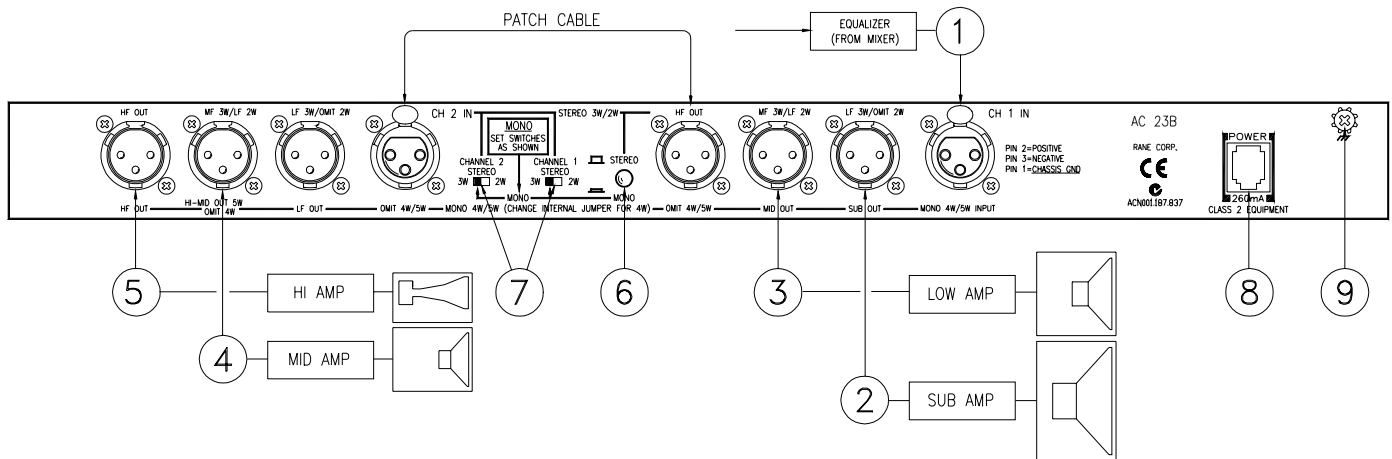 PATCH CABLE
EQUALIZER
(FROM MIXER)
1
HF OUT
MF 3W/LF 2W
LF 3W/OMIT 2W
CH 2 IN
STEREO 3W/2W
HF OUT
MF 3W/LF 2W
LF 3W/OMIT 2W
CH 1 IN
MONO
SET SWITCHES
AS SHOWN
CHANNEL 2
STEREO
3W 2W
CHANNEL 1
STEREO
3W 2W
MONO
STEREO
MONO
PIN 2=POSITIVE
PIN 3=NEGATIVE
PIN 1=CHASSIS GND
AC 23B
RANE CORP.
CE
ACN001.187.837
POWER
260mA
CLASS 2 EQUIPMENT
HF OUT
HI-MID OUT 5W
OMIT 4W
LF OUT
OMIT 4W/5W
MONO 4W/5W (CHANGE INTERNAL JUMPER FOR 4W)
OMIT 4W/5W
MID OUT
SUB OUT
MONO 4W/5W INPUT
5
HI AMP
7
6
3
LOW AMP
8
9
4
MID AMP
2
SUB AMP